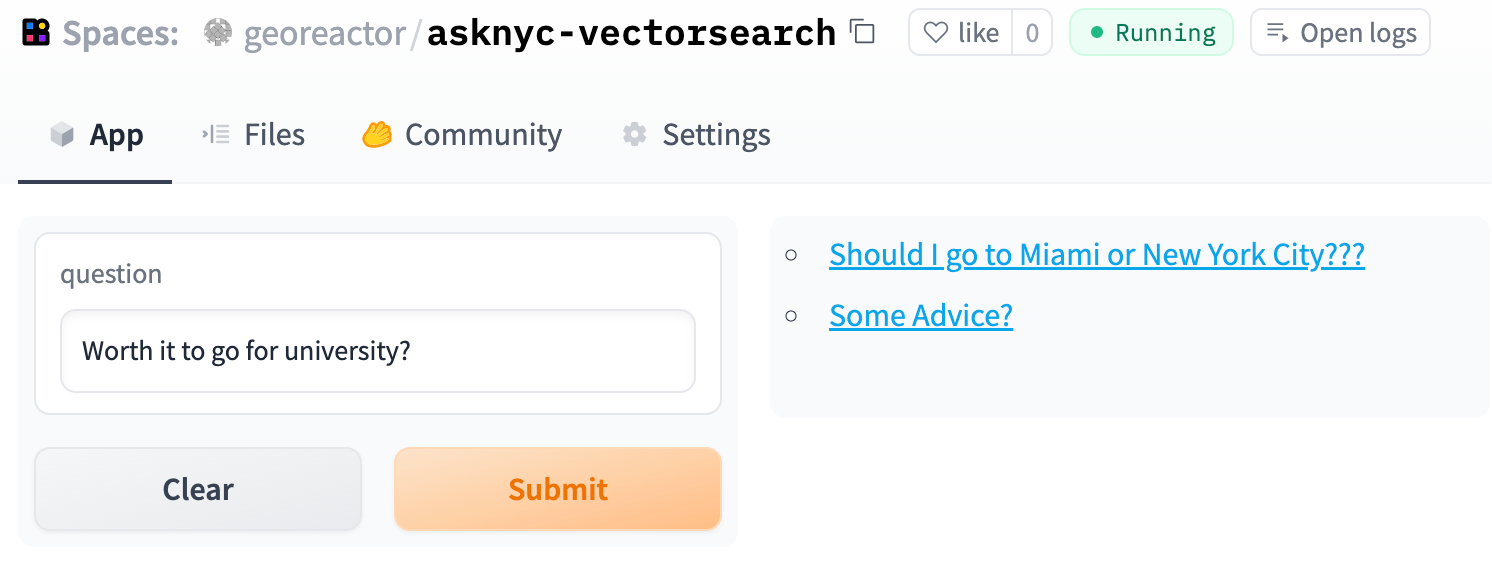 Spaces: georeactor/asknyc-vectorsearch like 0 Running Open logs
App Files Community Settings
question
Worth it to go for university?
Clear Submit
Should I go to Miami or New York City???
Some Advice?